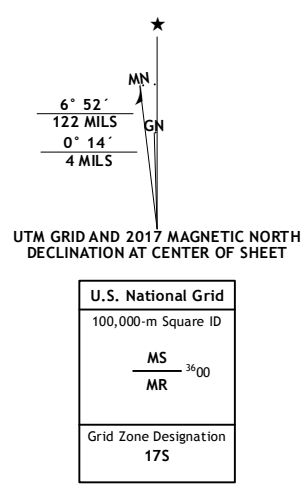 ★
MN
6° 52´
122 MILS
GN
0° 14´
4 MILS
UTM GRID AND 2017 MAGNETIC NORTH
DECLINATION AT CENTER OF SHEET
U.S. National Grid
100,000-m Square ID
MS
3600
MR
Grid Zone Designation
17S